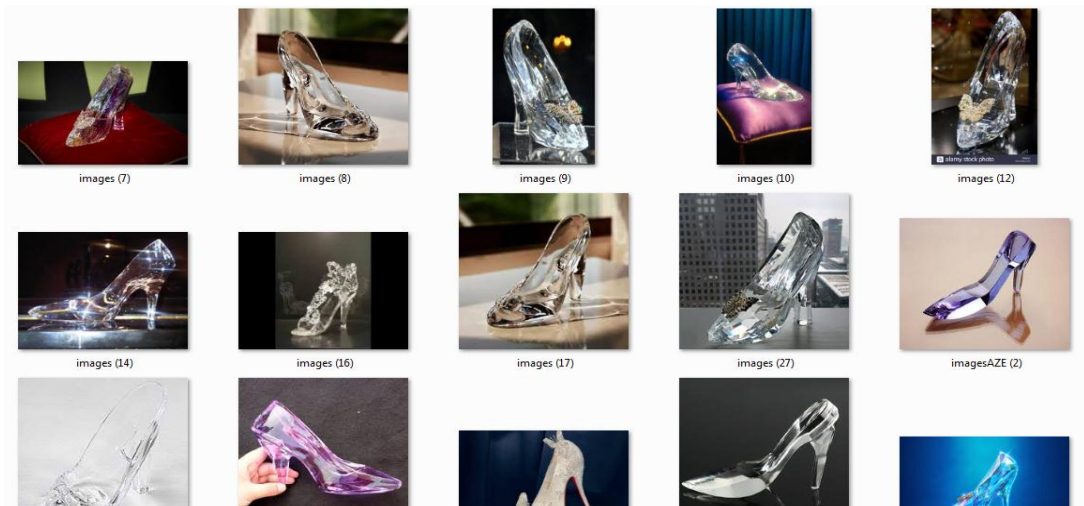 images (7)
images (8)
images (9)
images (10)
images (12)
alamy stock photo
images (14)
images (16)
images (17)
images (27)
imagesAZE (2)